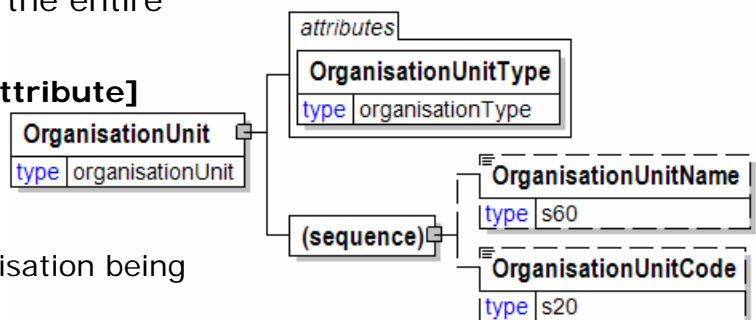 the entire
attributes
OrganisationUnitType
type organisationType
ttribute]
OrganisationUnit
type organisationUnit
OrganisationUnitName
type s60
(sequence)
isation being
OrganisationUnitCode
type s20